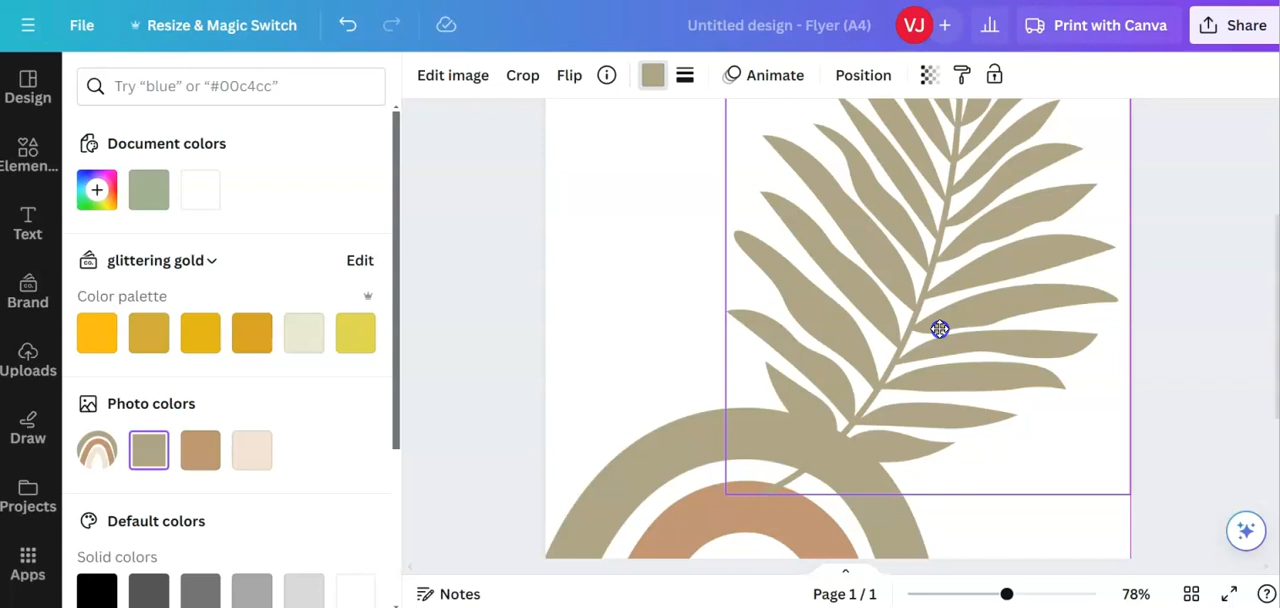 File
Resize & Magic Switch
Untitled design - Flyer (A4)
VJ
Print with Canva
Share
Design
Elemen...
Text
Brand
Uploads
Draw
Projects
Apps
Try “blue” or “#00c4cc”
Document colors
glittering gold
Edit
Color palette
Photo colors
Default colors
Solid colors
Edit image
Crop
Flip
Animate
Position
Notes
Page 1 / 1
78%